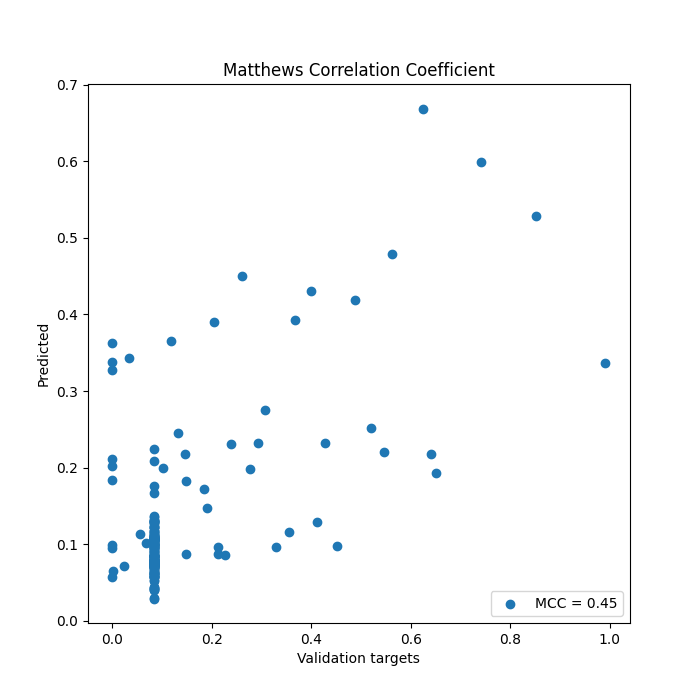 Matthews Correlation Coefficient
0.7
0.6
0.5
0.4
0.3
0.2
0.1
0.0
Predicted
MCC = 0.45
0.0 0.2 0.4 0.6 0.8 1.0
Validation targets